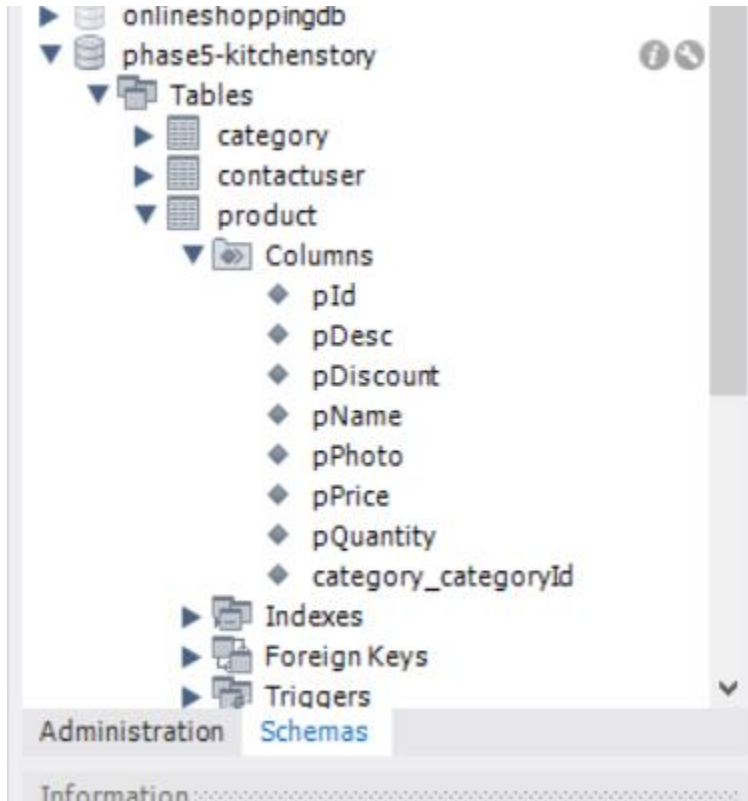 onlineshoppingdb
phase5-kitchenstory
Tables
category
contactuser
product
Columns
pId
pDesc
pDiscount
pName
pPhoto
pPrice
pQuantity
category_categoryId
Indexes
Foreign Keys
Triggers
Administration Schemas
Information